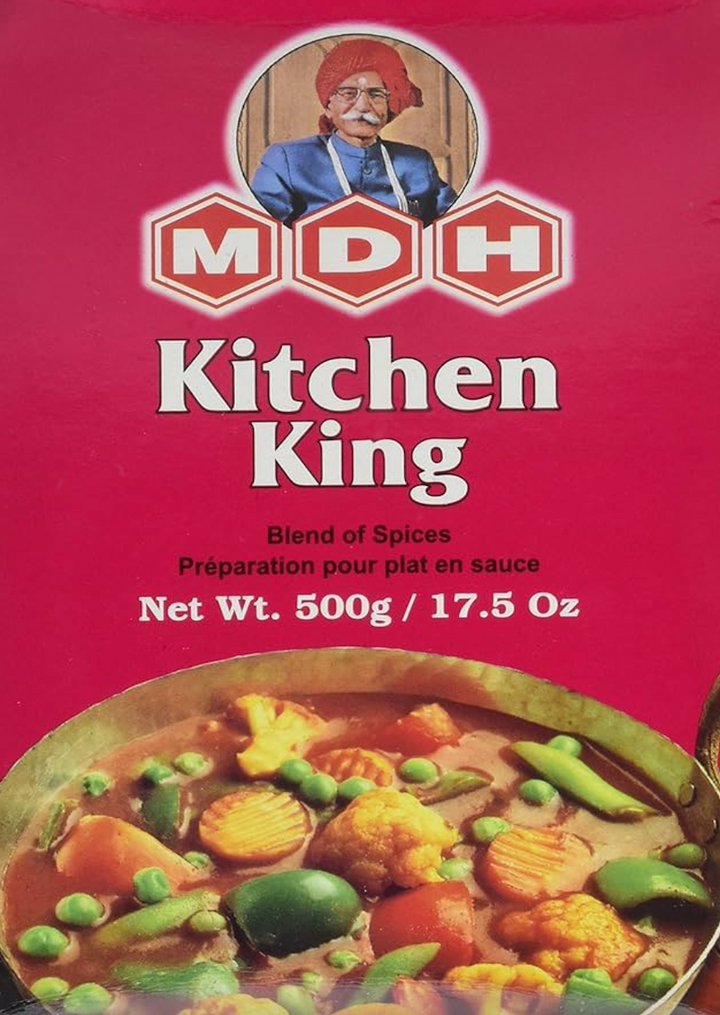 MDH
Kitchen
King
Blend of Spices
Préparation pour plat en sauce
Net Wt. 500g / 17.5 Oz